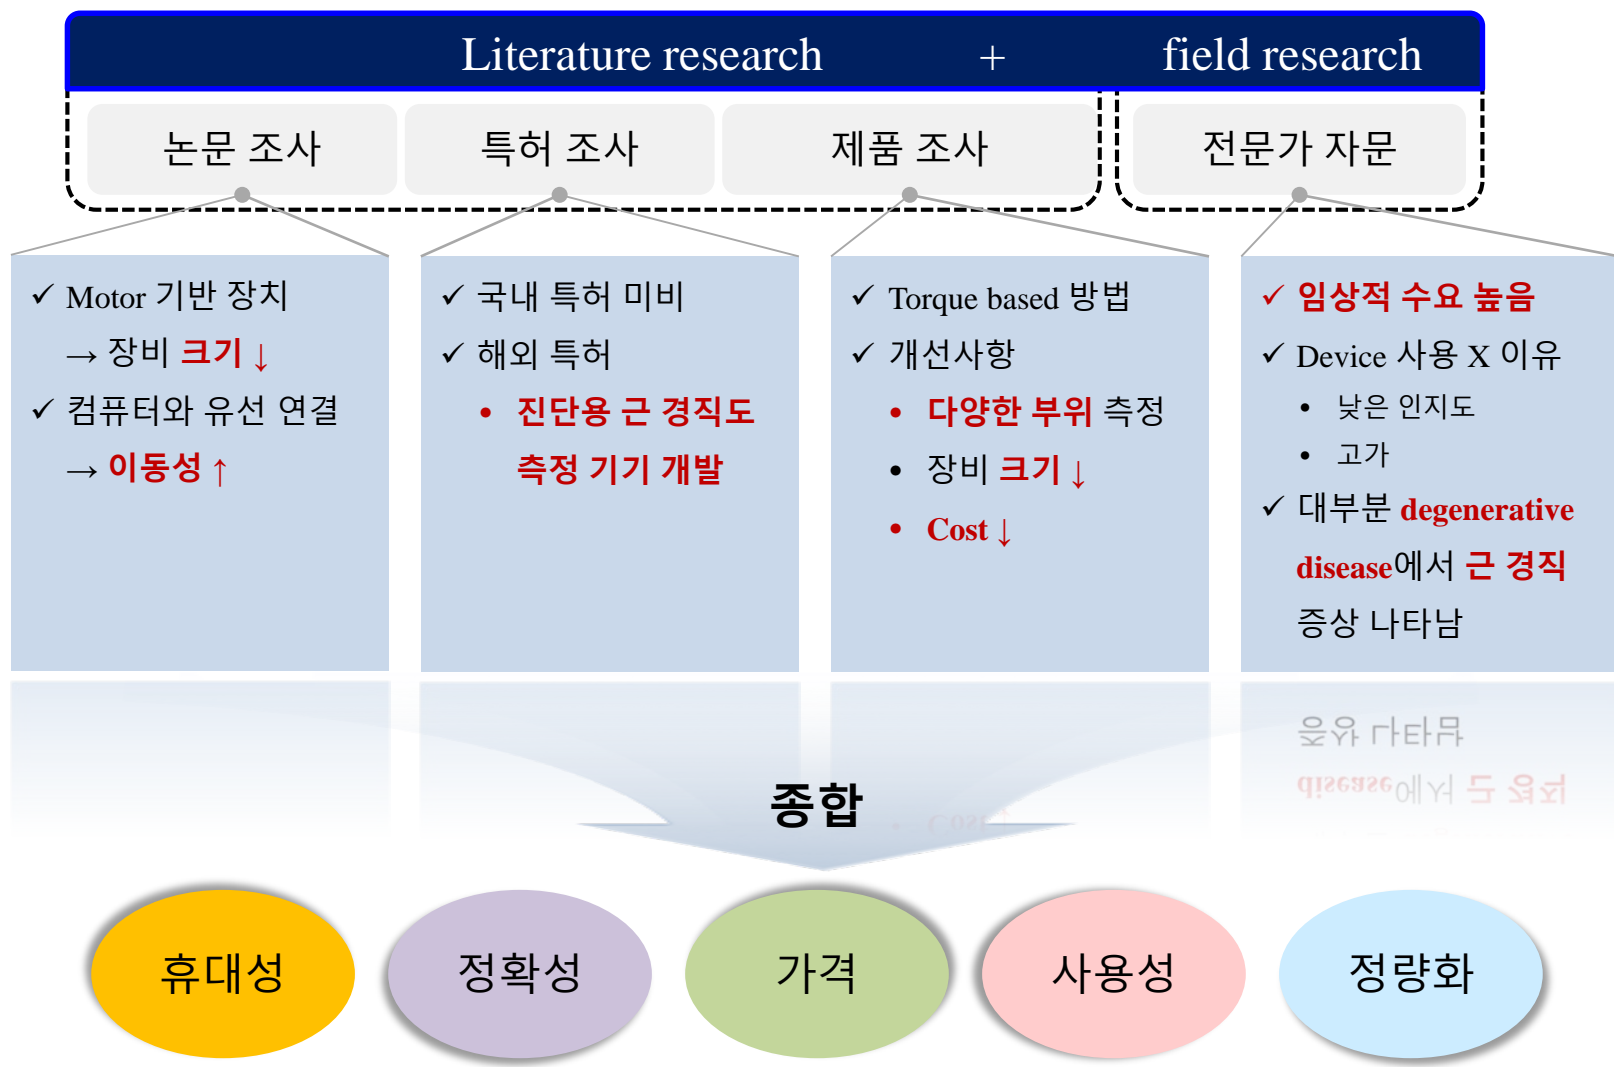 Literature research + field research
논문 조사
특허 조사
제품 조사
전문가 자문
✓ Motor 기반 장치
→ 장비 크기 ↓
✓ 컴퓨터와 유선 연결
→ 이동성 ↑
✓ 국내 특허 미비
✓ 해외 특허
• 진단용 근 경직도
측정 기기 개발
✓ Torque based 방법
✓ 개선사항
• 다양한 부위 측정
• 장비 크기 ↓
• Cost ↓
✓ 임상적 수요 높음
✓ Device 사용 X 이유
• 낮은 인지도
• 고가
✓ 대부분 degenerative
disease에서 근 경직
증상 나타남
종합
휴대성
정확성
가격
사용성
정량화